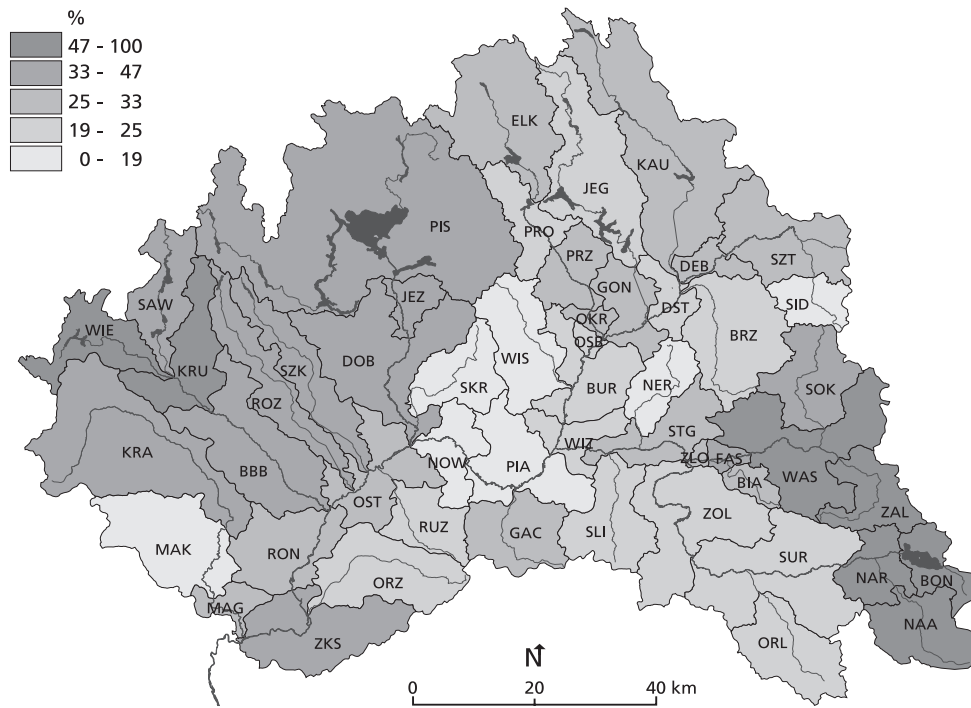 %
47 - 100
33 - 47
25 - 33
19 - 25
0 - 19
ELK
KAU
JEG
PIS
PRO
PRZ
DEB
SZT
GON
JEZ
SAW
DST
SID
OKR
WIE
OSB
BRZ
WIS
DOB
KRU
SZK
SKR
BUR
NER
SOK
ROZ
STG
WIZ
KRA
NOW
PIA
ZLO
FAS
BBB
WAS
BIA
OST
ZOL
ZAL
RUZ
GAC
SLI
MAK
RON
SUR
ORZ
NAR
BON
MAG
NAA
ZKS
ORL
N
0 20 40 km